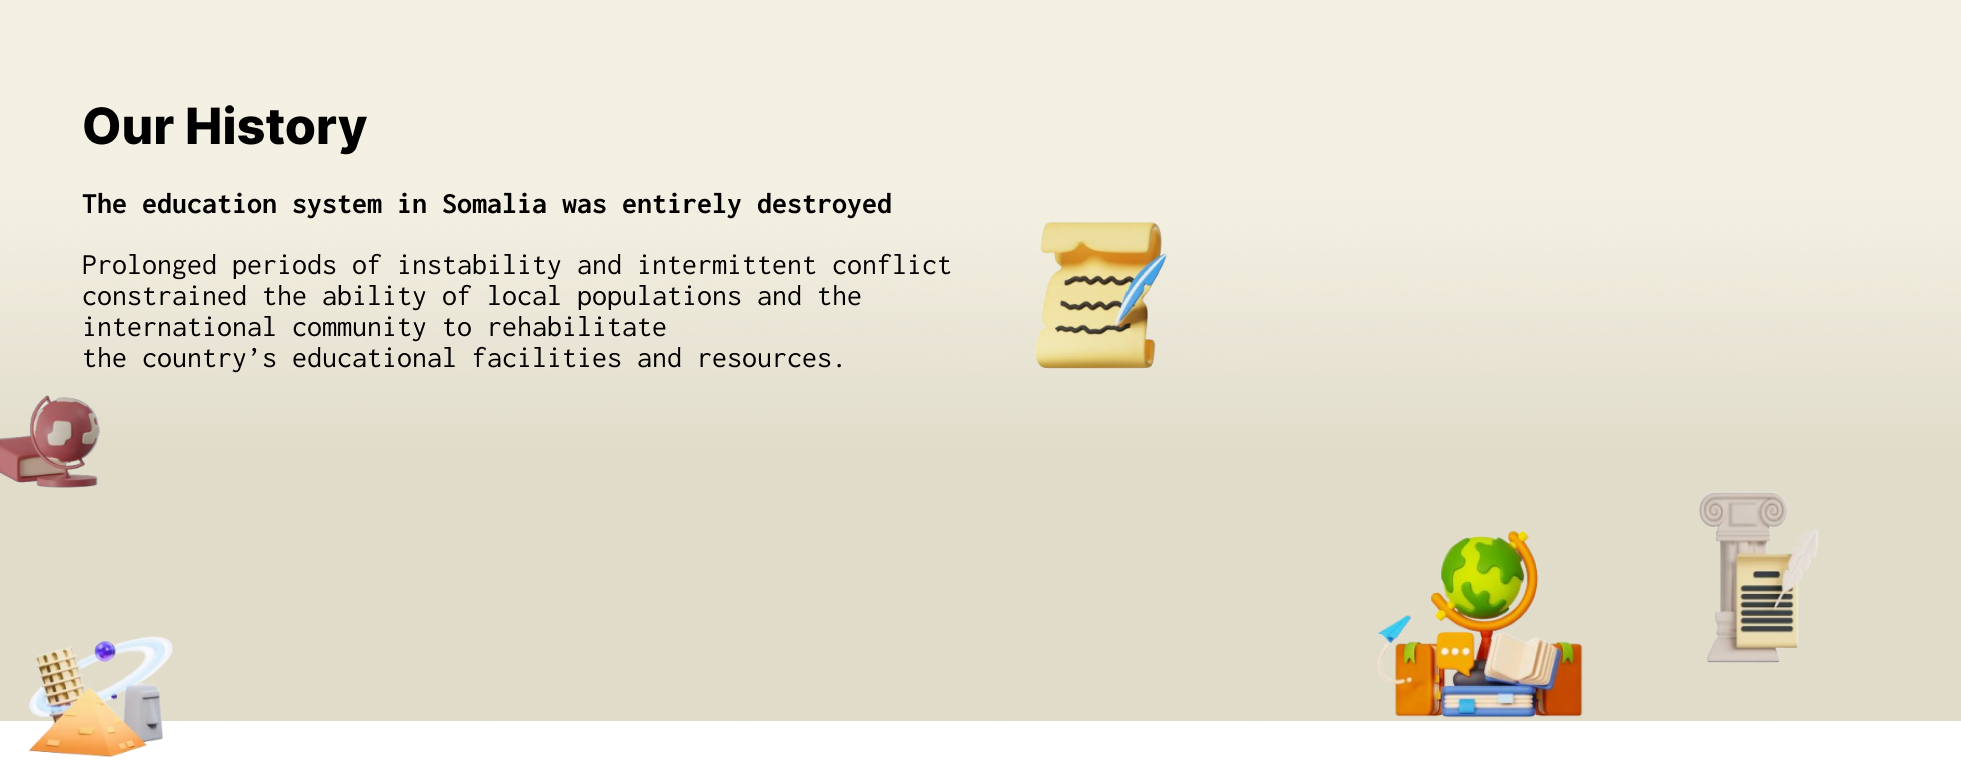 Our History
The education system in Somalia was entirely destroyed
Prolonged periods of instability and intermittent conflict
constrained the ability of local populations and the
international community to rehabilitate
the country’s educational facilities and resources.